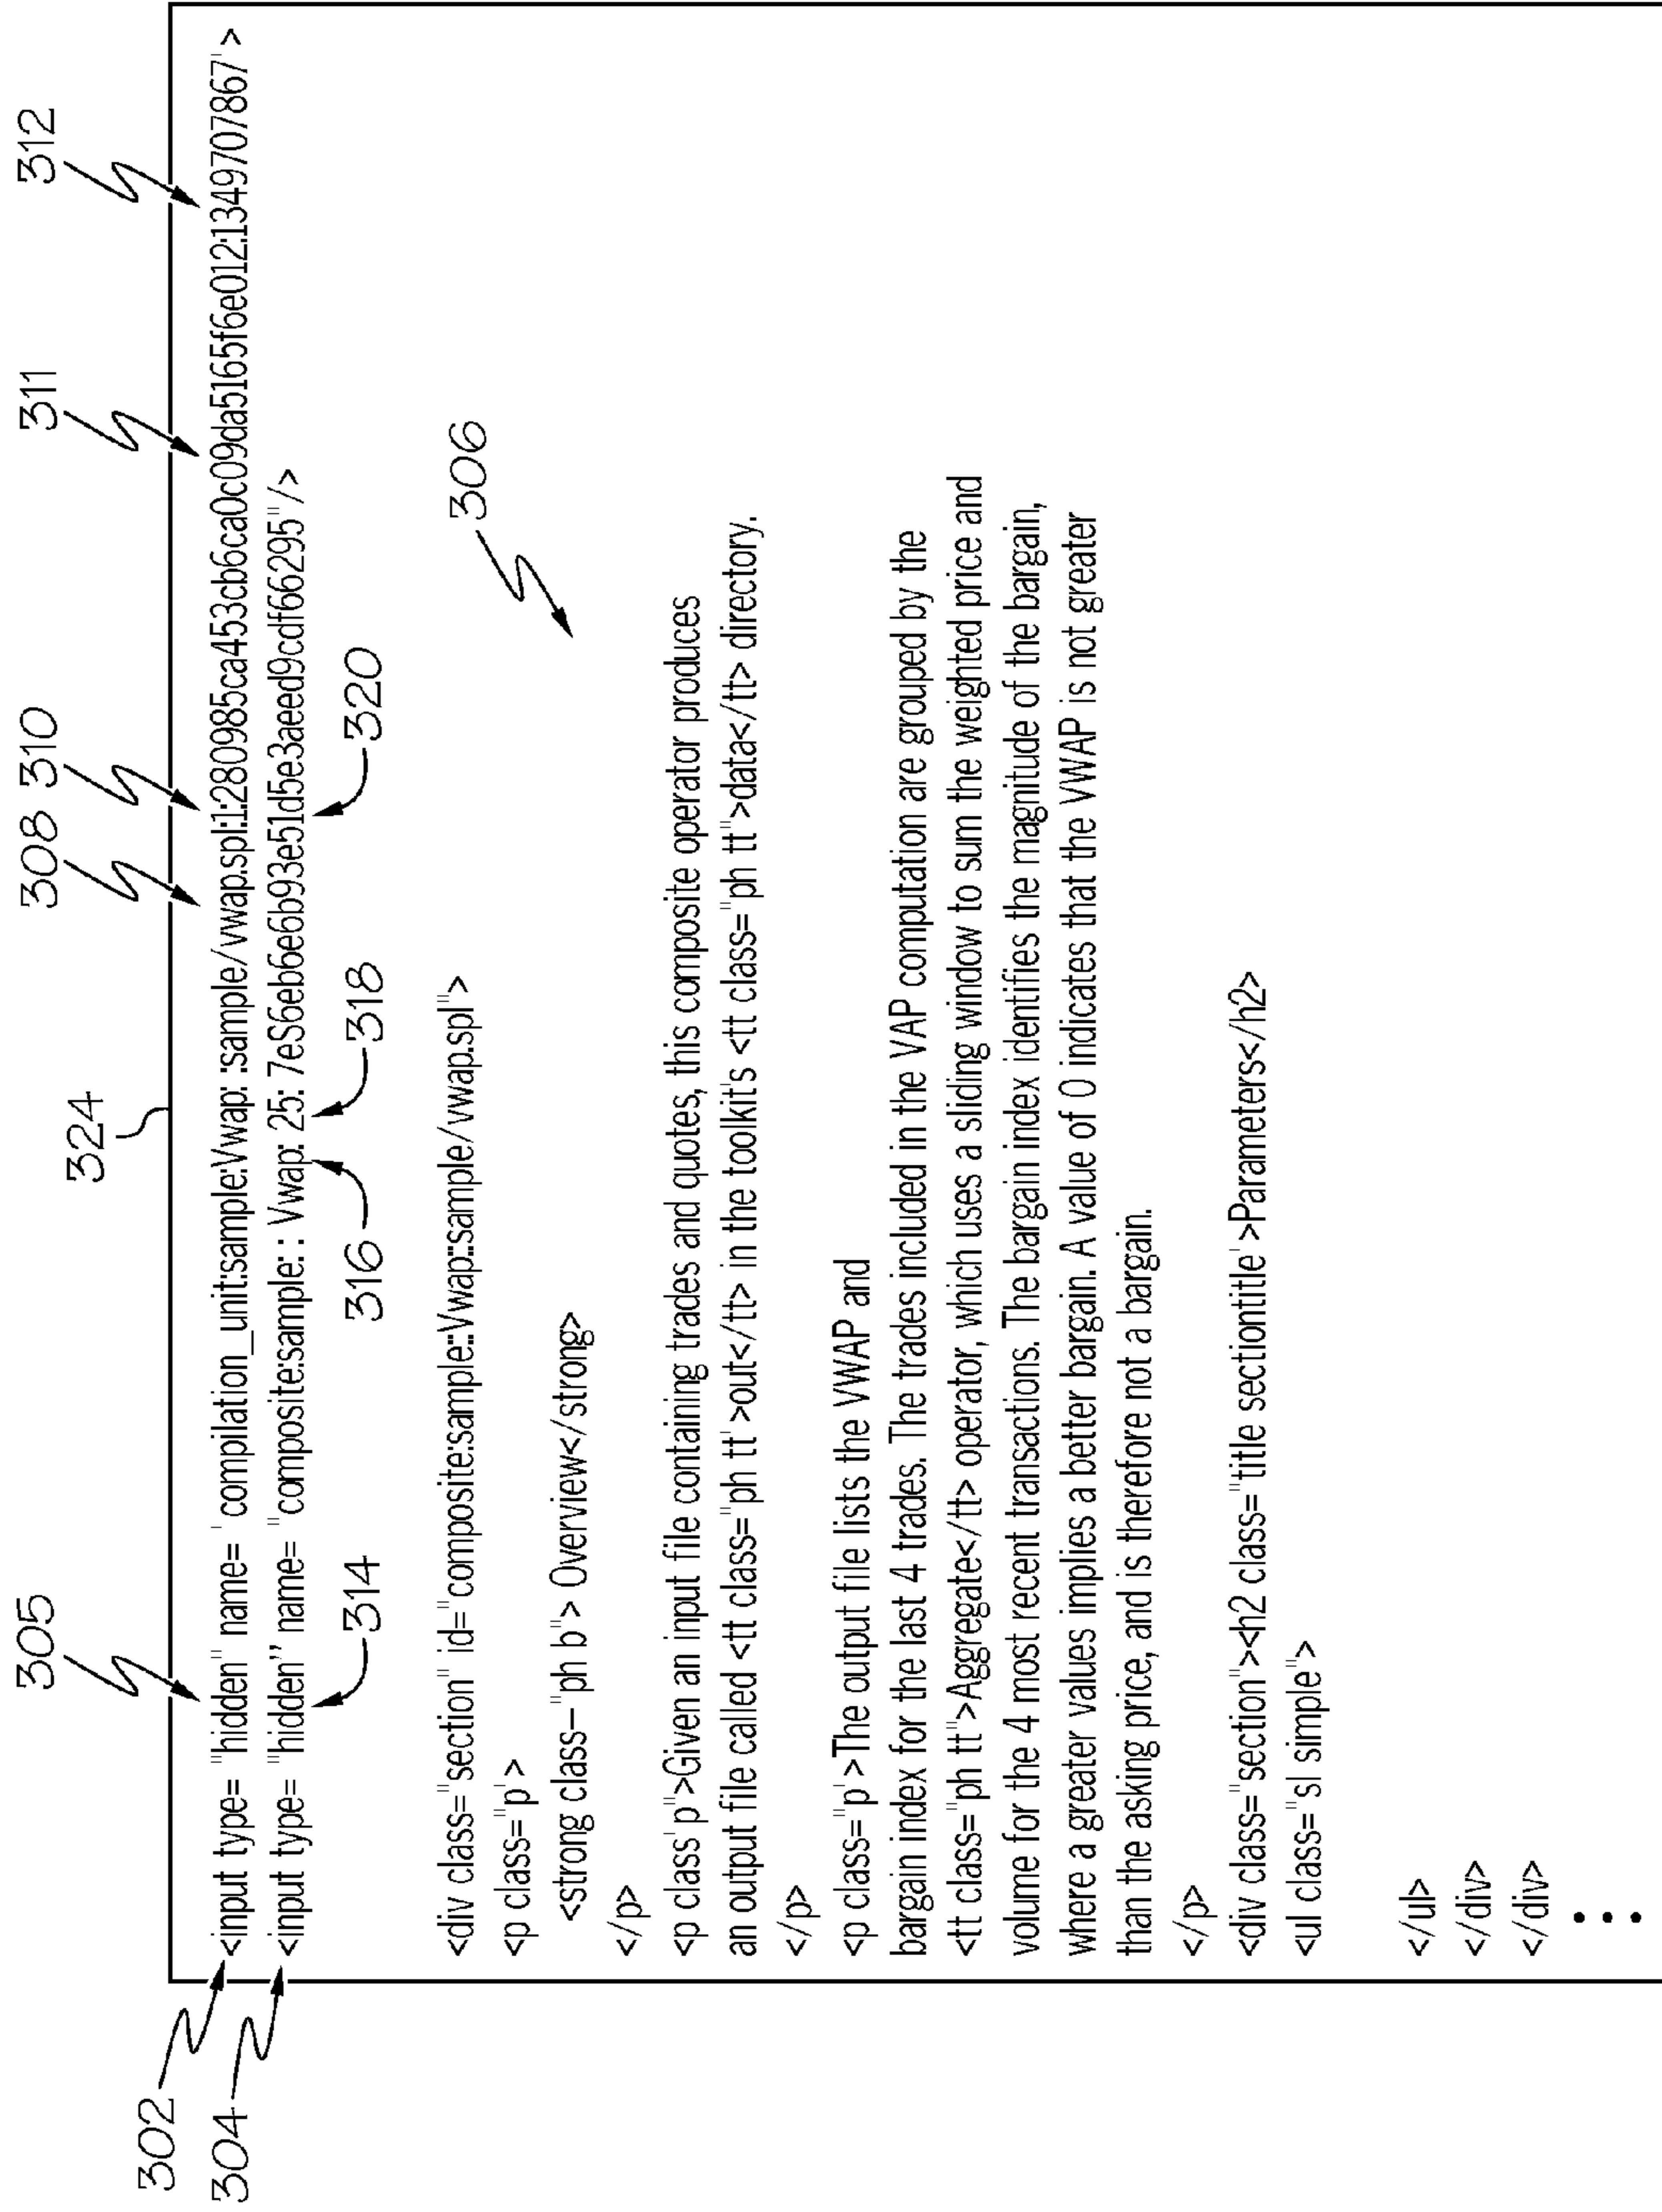 305
324
308 310
311
312
302
<input type= "hidden" name= ' compilation_unit:sample:Vwap: :sample/vwap.spl:1:280985ca453cb6ca0c09da5165f6e012:1349707867">
304
<input type= "hidden" name= "composite:sample: : Vwap: 25: 7eS6eb6e6b93e51d5e3aeed9cdf66295"/>
314
316
318
320
306
<div class="section" id="composite:sample::Vwap::sample/vwap.spl">
<p class="p'>
<strong class–"ph b"> Overview</strong>
</p>
<p class'p">Given an input file containing trades and quotes, this composite operator produces
an output file called <tt class="ph tt' >out</tt> in the toolkit's <tt class="ph tt">data</tt> directory.
</p>
<p class="p'>The output file lists the VWAP and
bargain index for the last 4 trades. The trades included in the VAP computation are grouped by the
<tt class="ph tt">Aggregate</tt> operator, which uses a sliding window to sum the weighted price and
volume for the 4 most recent transactions. The bargain index identifies the magnitude of the bargain,
where a greater values implies a better bargain. A value of 0 indicates that the VWAP is not greater
than the asking price, and is therefore not a bargain.
</p>
<div class="section"><h2 class="title sectiontitle' >Parameters</h2>
<ul class="sl simple">
</ul>
</div>
</div>
• • •